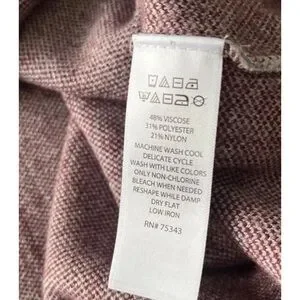 48% VISCOSE
31% POLYESTER
21% NYLON
MACHINE WASH COOL
DELICATE CYCLE
WASH WITH LIKE COLORS
ONLY NON-CHLORINE
BLEACH WHEN NEEDED
RESHAPE WHILE DAMP
DRY FLAT
LOW IRON
RN# 75343